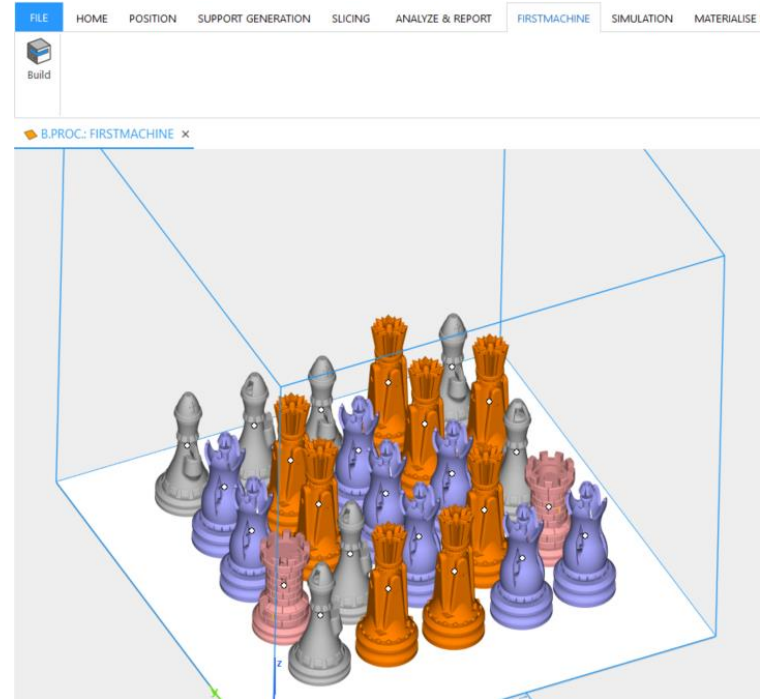 FILE HOME POSITION SUPPORT GENERATION SLICING ANALYZE & REPORT FIRSTMACHINE SIMULATION MATERIALISE
Build
B.PROC.: FIRSTMACHINE ×
z